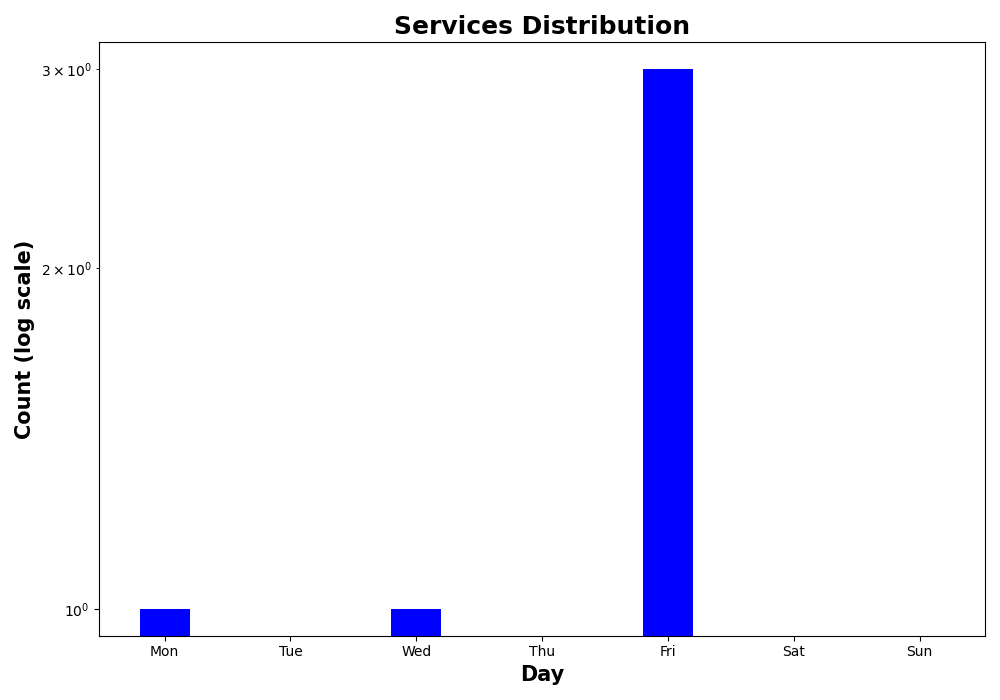 Services Distribution
3 × 10⁰
2 × 10⁰
10⁰
Count (log scale)
Mon Tue Wed Thu Fri Sat Sun
Day